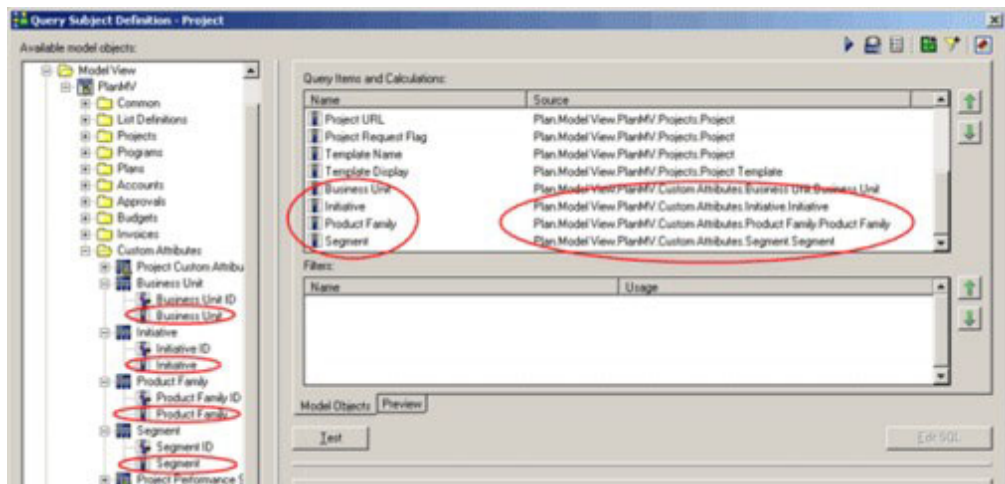 Query Subject Definition - Project
Available model objects:
Model View
PlanMV
Common
List Definitions
Projects
Programs
Plans
Accounts
Approvals
Budgets
Invoices
Custom Attributes
Project Custom Attribu
Business Unit
Business Unit ID
Business Unit
Initiative
Initiative ID
Initiative
Product Family
Product Family ID
Product Family
Segment
Segment ID
Segment
Project Performance S
Query Items and Calculations:
Name Source
Project URL Plan.Model View.PlanMV.Projects.Project
Project Request Flag Plan.Model View.PlanMV.Projects.Project
Template Name Plan.Model View.PlanMV.Projects.Project
Template Display Plan.Model View.PlanMV.Projects.Project Template
Business Unit Plan.Model View.PlanMV.Custom Attributes.Business Unit.Business Unit
Initiative Plan.Model View.PlanMV.Custom Attributes.Initiative.Initiative
Product Family Plan.Model View.PlanMV.Custom Attributes.Product Family.Product Family
Segment Plan.Model View.PlanMV.Custom Attributes.Segment.Segment
Filters:
Name Usage
Model Objects Preview
Test Edit SQL